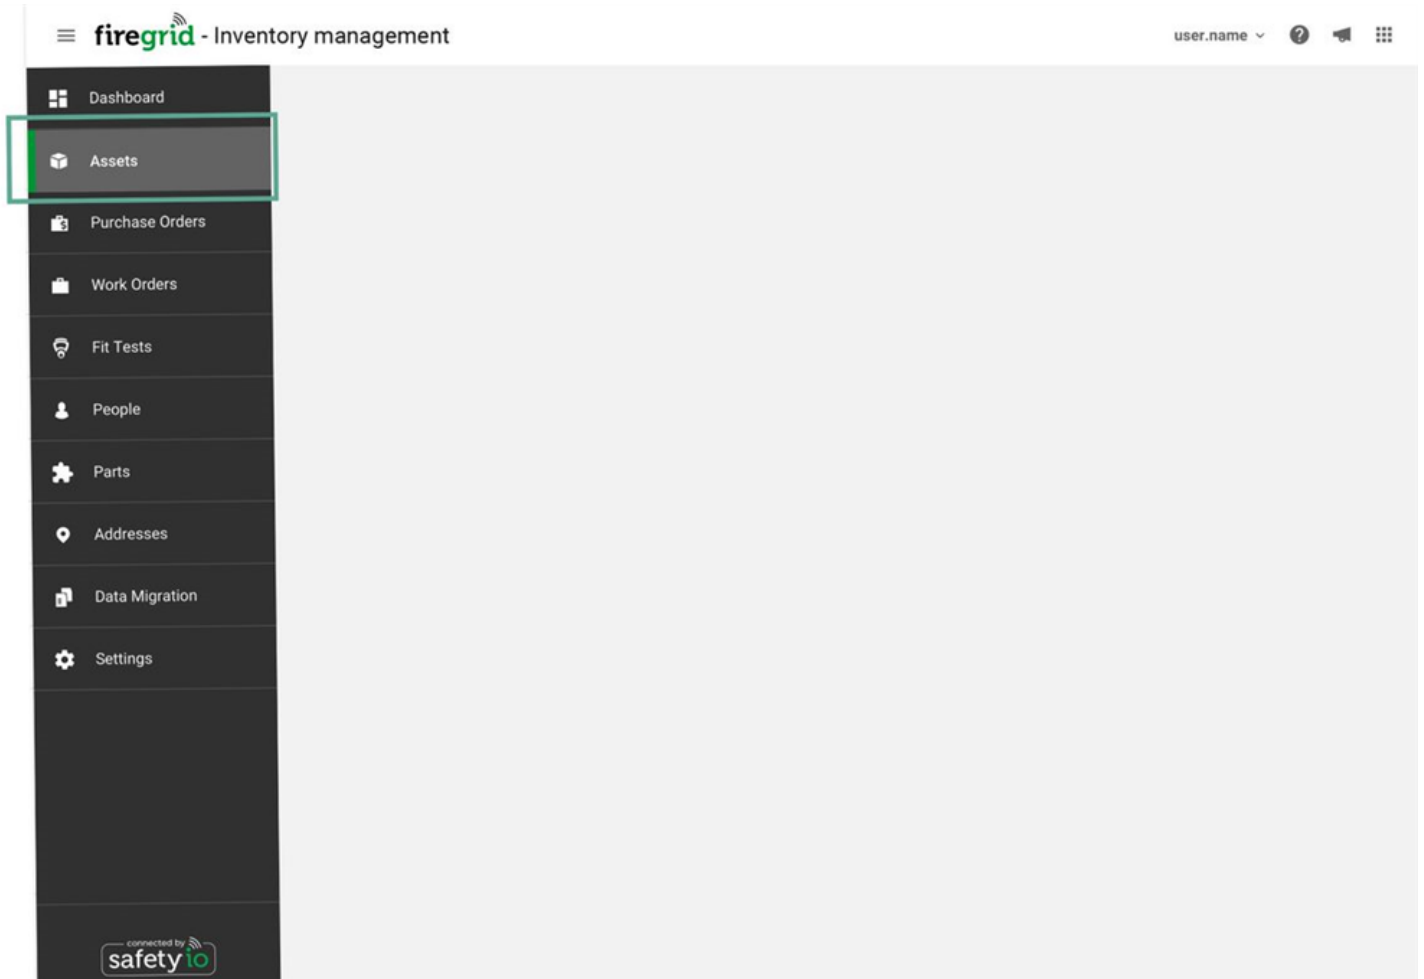 firegrid - Inventory management
user.name
Dashboard
Assets
Purchase Orders
Work Orders
Fit Tests
People
Parts
Addresses
Data Migration
Settings
connected by
safety io